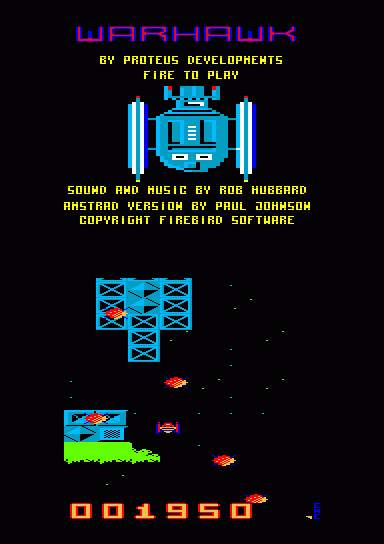 WARHAWK
BY PROTEUS DEVELOPMENTS
FIRE TO PLAY
SOUND AND MUSIC BY ROB HUBBARD
AMSTRAD VERSION BY PAUL JOHNSON
COPYRIGHT FIREBIRD SOFTWARE
001950